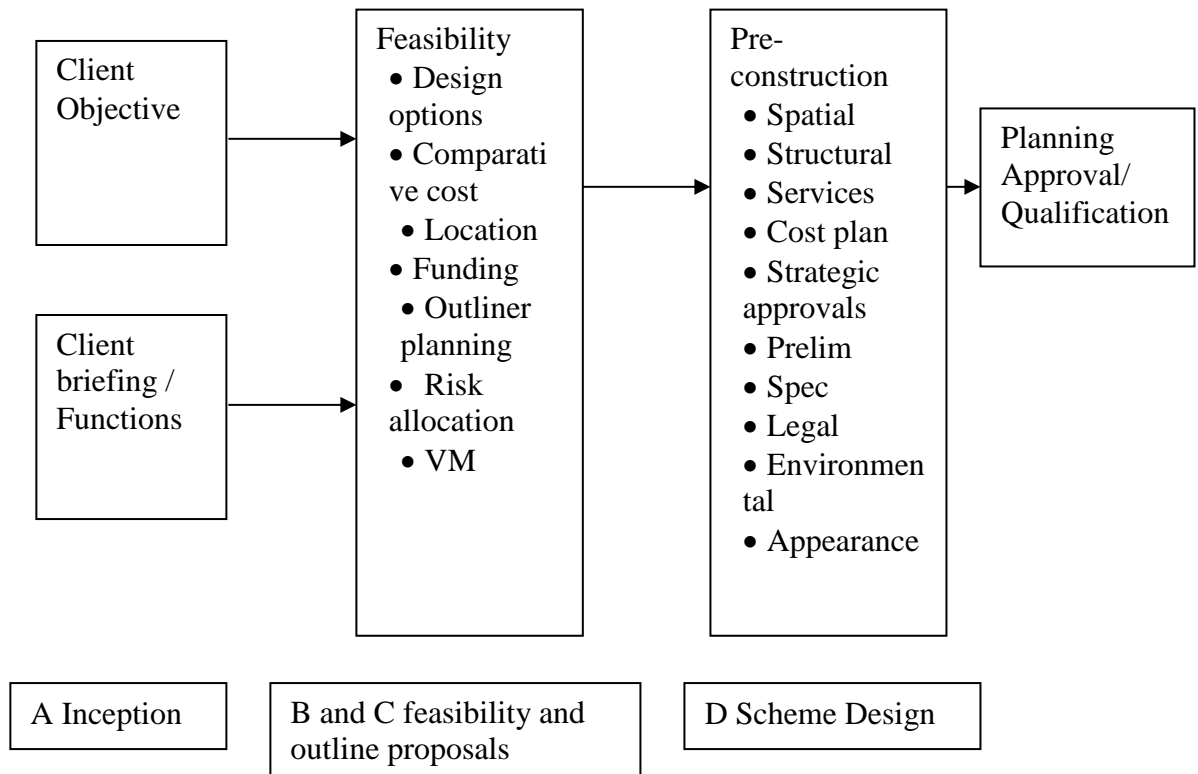 Client
Objective
Client
briefing /
Functions
Feasibility
• Design
options
• Comparati
ve cost
• Location
• Funding
• Outliner
planning
• Risk
allocation
• VM
Pre-
construction
• Spatial
• Structural
• Services
• Cost plan
• Strategic
approvals
• Prelim
• Spec
• Legal
• Environmen
tal
• Appearance
Planning
Approval/
Qualification
A Inception
B and C feasibility and
outline proposals
D Scheme Design